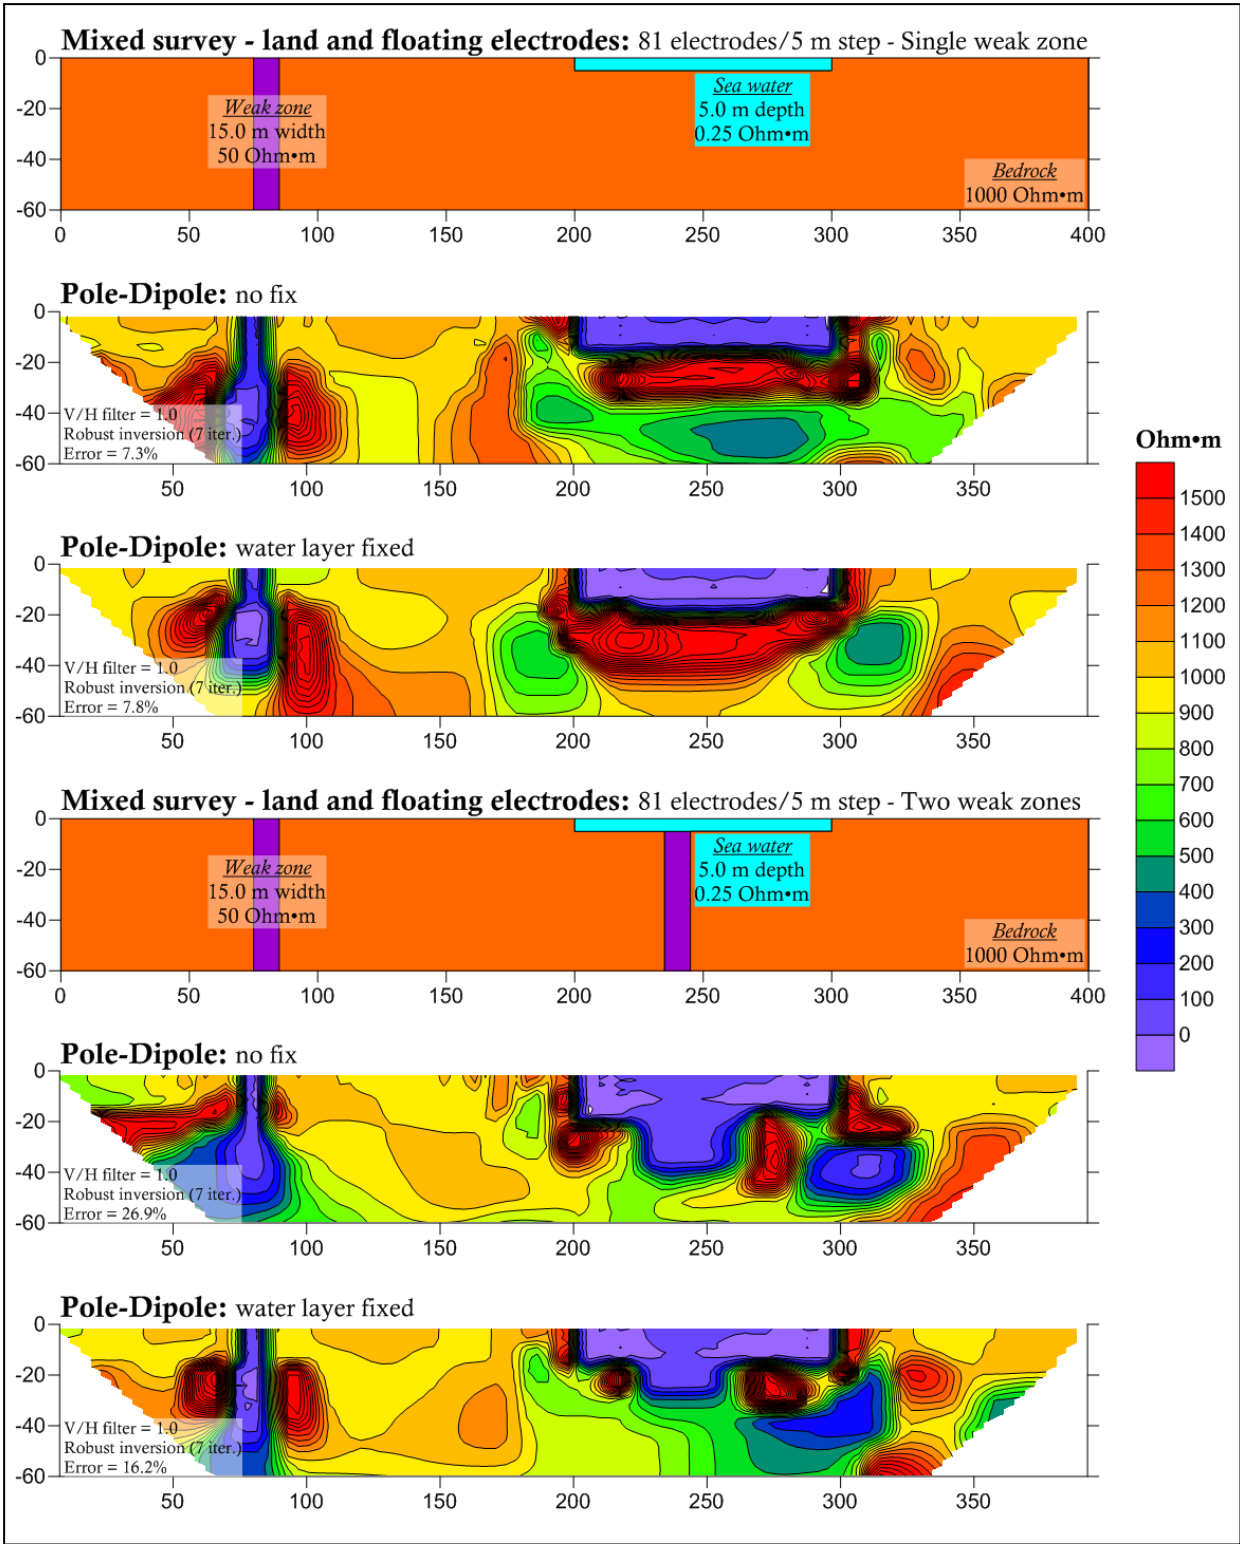 Mixed survey - land and floating electrodes: 81 electrodes/5 m step - Single weak zone
0
-20
-40
-60
Weak zone
15.0 m width
50 Ohm•m
Sea water
5.0 m depth
0.25 Ohm•m
Bedrock
1000 Ohm•m
0 50 100 150 200 250 300 350 400
Pole-Dipole: no fix
0
-20
-40
-60
V/H filter = 1.0
Robust inversion (7 iter.)
Error = 7.3%
50 100 150 200 250 300 350
Pole-Dipole: water layer fixed
0
-20
-40
-60
V/H filter = 1.0
Robust inversion (7 iter.)
Error = 7.8%
50 100 150 200 250 300 350
Mixed survey - land and floating electrodes: 81 electrodes/5 m step - Two weak zones
0
-20
-40
-60
Weak zone
15.0 m width
50 Ohm•m
Sea water
5.0 m depth
0.25 Ohm•m
Bedrock
1000 Ohm•m
0 50 100 150 200 250 300 350 400
Pole-Dipole: no fix
0
-20
-40
-60
V/H filter = 1.0
Robust inversion (7 iter.)
Error = 26.9%
50 100 150 200 250 300 350
Pole-Dipole: water layer fixed
0
-20
-40
-60
V/H filter = 1.0
Robust inversion (7 iter.)
Error = 16.2%
50 100 150 200 250 300 350
Ohm•m
1500
1400
1300
1200
1100
1000
900
800
700
600
500
400
300
200
100
0